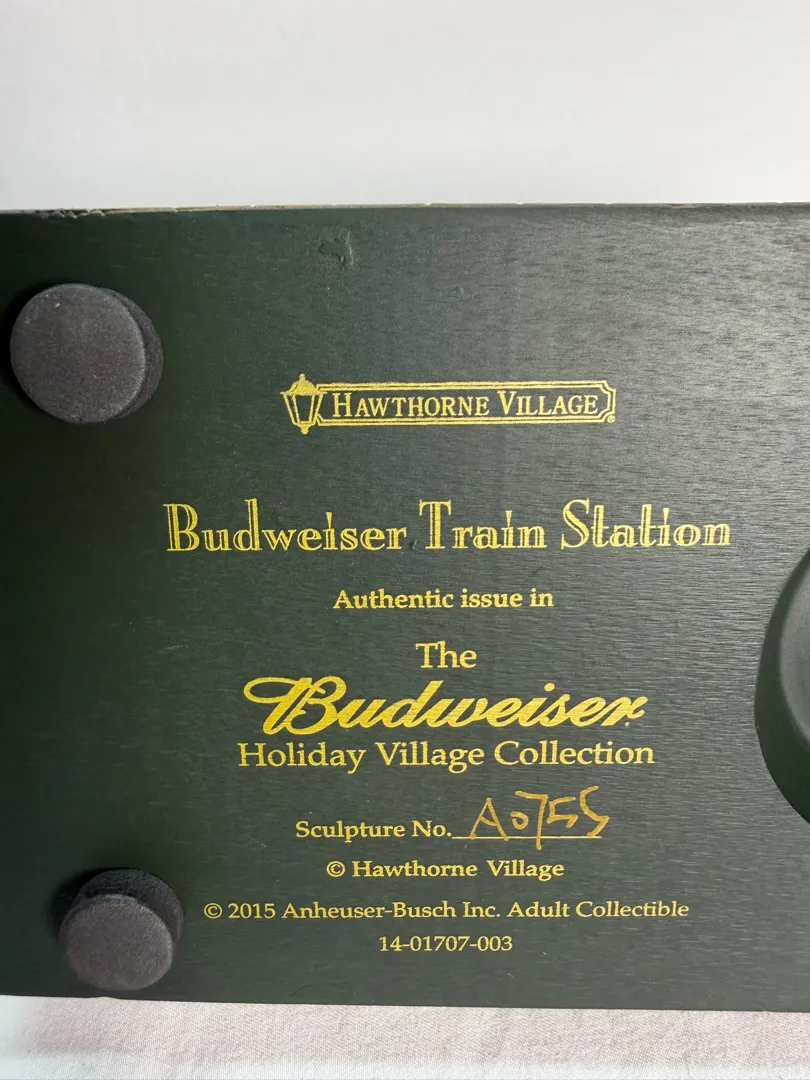 HAWTHORNE VILLAGE®
Budweiser Train Station
Authentic issue in
The
Budweiser
Holiday Village Collection
Sculpture No. A0755
© Hawthorne Village
© 2015 Anheuser-Busch Inc. Adult Collectible
14-01707-003